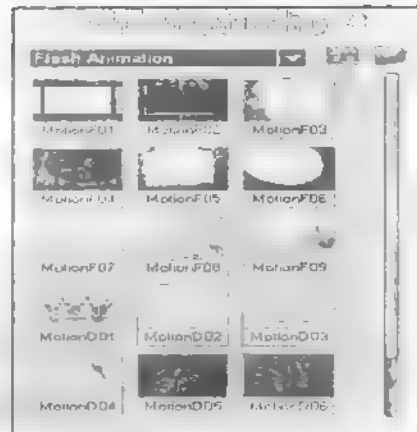 Flash Animation
MotionF01 MotionF02 MotionF03
MotionF04 MotionF05 MotionF06
MotionF07 MotionF08 MotionF09
MotionD01 MotionD02 MotionD03
MotionD04 MotionD05 MotionD06